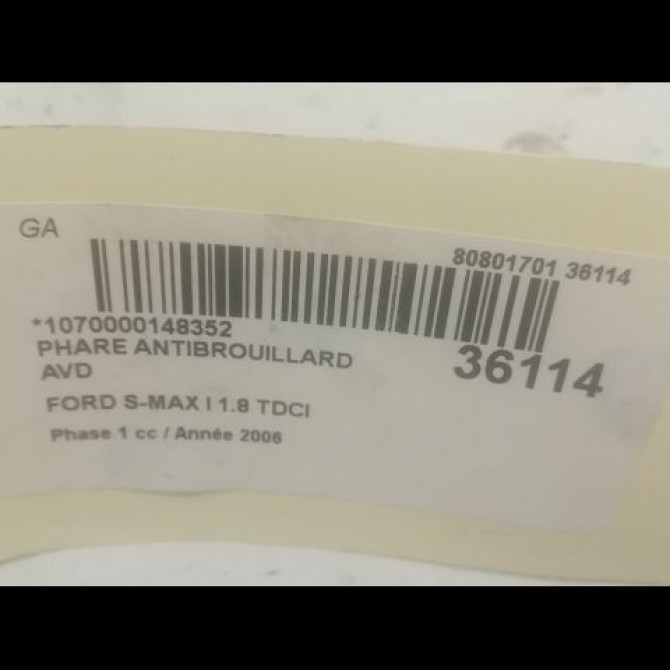 GA
80801701 36114
*1070000148352
36114
PHARE ANTIBROUILLARD
AVD
FORD S-MAX I 1.8 TDCI
Phase 1 cc / Année 2006